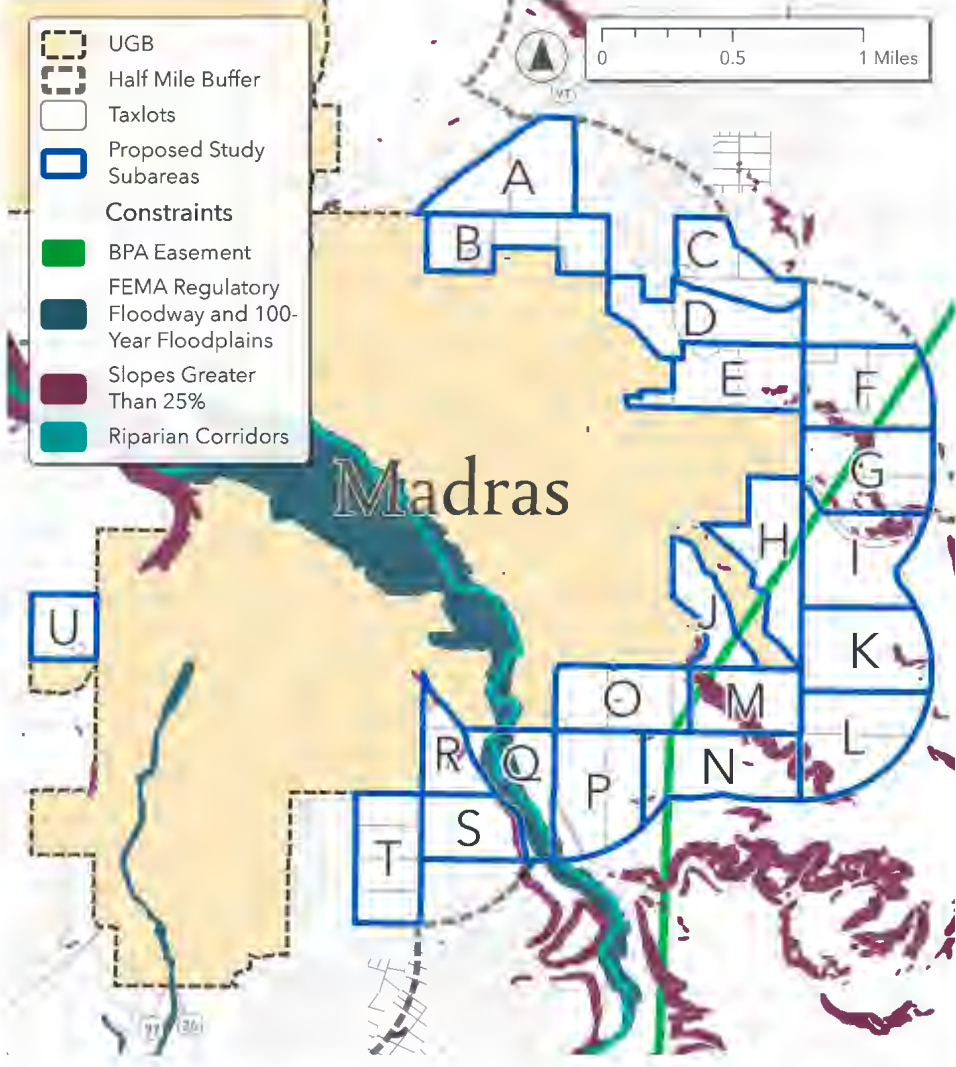 UGB
Half Mile Buffer
Taxlots
Proposed Study
Subareas
Constraints
BPA Easement
FEMA Regulatory
Floodway and 100-
Year Floodplains
Slopes Greater
Than 25%
Riparian Corridors
0 0.5 1 Miles
A
B
C
D
E
F
G
Madras
H
I
J
U
K
O
M
L
R
Q
N
P
S
T